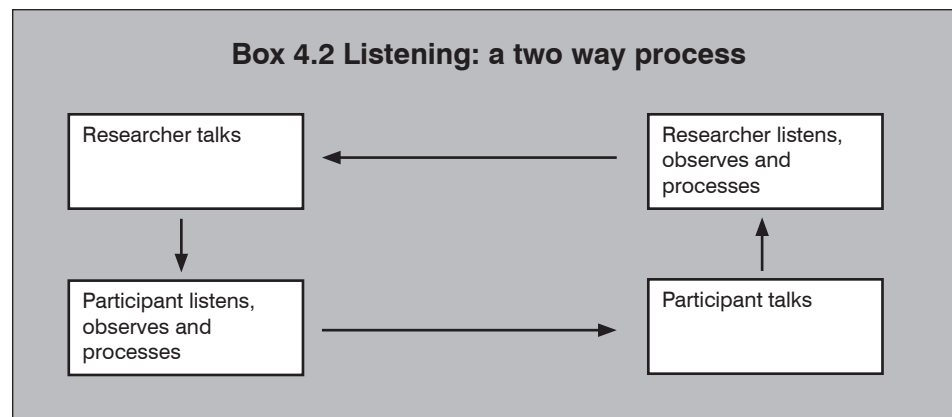 Box 4.2 Listening: a two way process
Researcher talks
Researcher listens,
observes and
processes
Participant listens,
observes and
processes
Participant talks